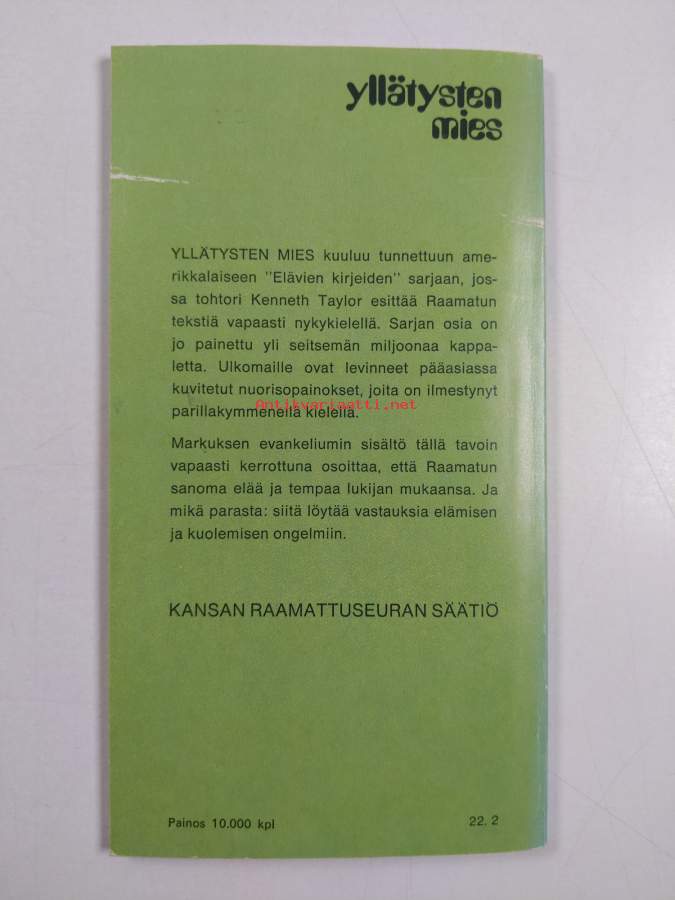 yllätysten
mies
YLLÄTYSTEN MIES kuuluu tunnettuun ame-
rikkalaiseen "Elävien kirjeiden" sarjaan, jos-
sa tohtori Kenneth Taylor esittää Raamatun
tekstiä vapaasti nykykielellä. Sarjan osia on
jo painettu yli seitsemän miljoonaa kappa-
letta. Ulkomaille ovat levinneet pääasiassa
kuvitetut nuorisopainokset, joita on ilmestynyt
Antikvariaatti.net
parillakymmenellä kielellä.
Markuksen evankeliumin sisältö tällä tavoin
vapaasti kerrottuna osoittaa, että Raamatun
sanoma elää ja tempaa lukijan mukaansa. Ja
mikä parasta: siitä löytää vastauksia elämisen
ja kuolemisen ongelmiin.
KANSAN RAAMATTUSEURAN SÄÄTIÖ
Painos 10.000 kpl
22. 2